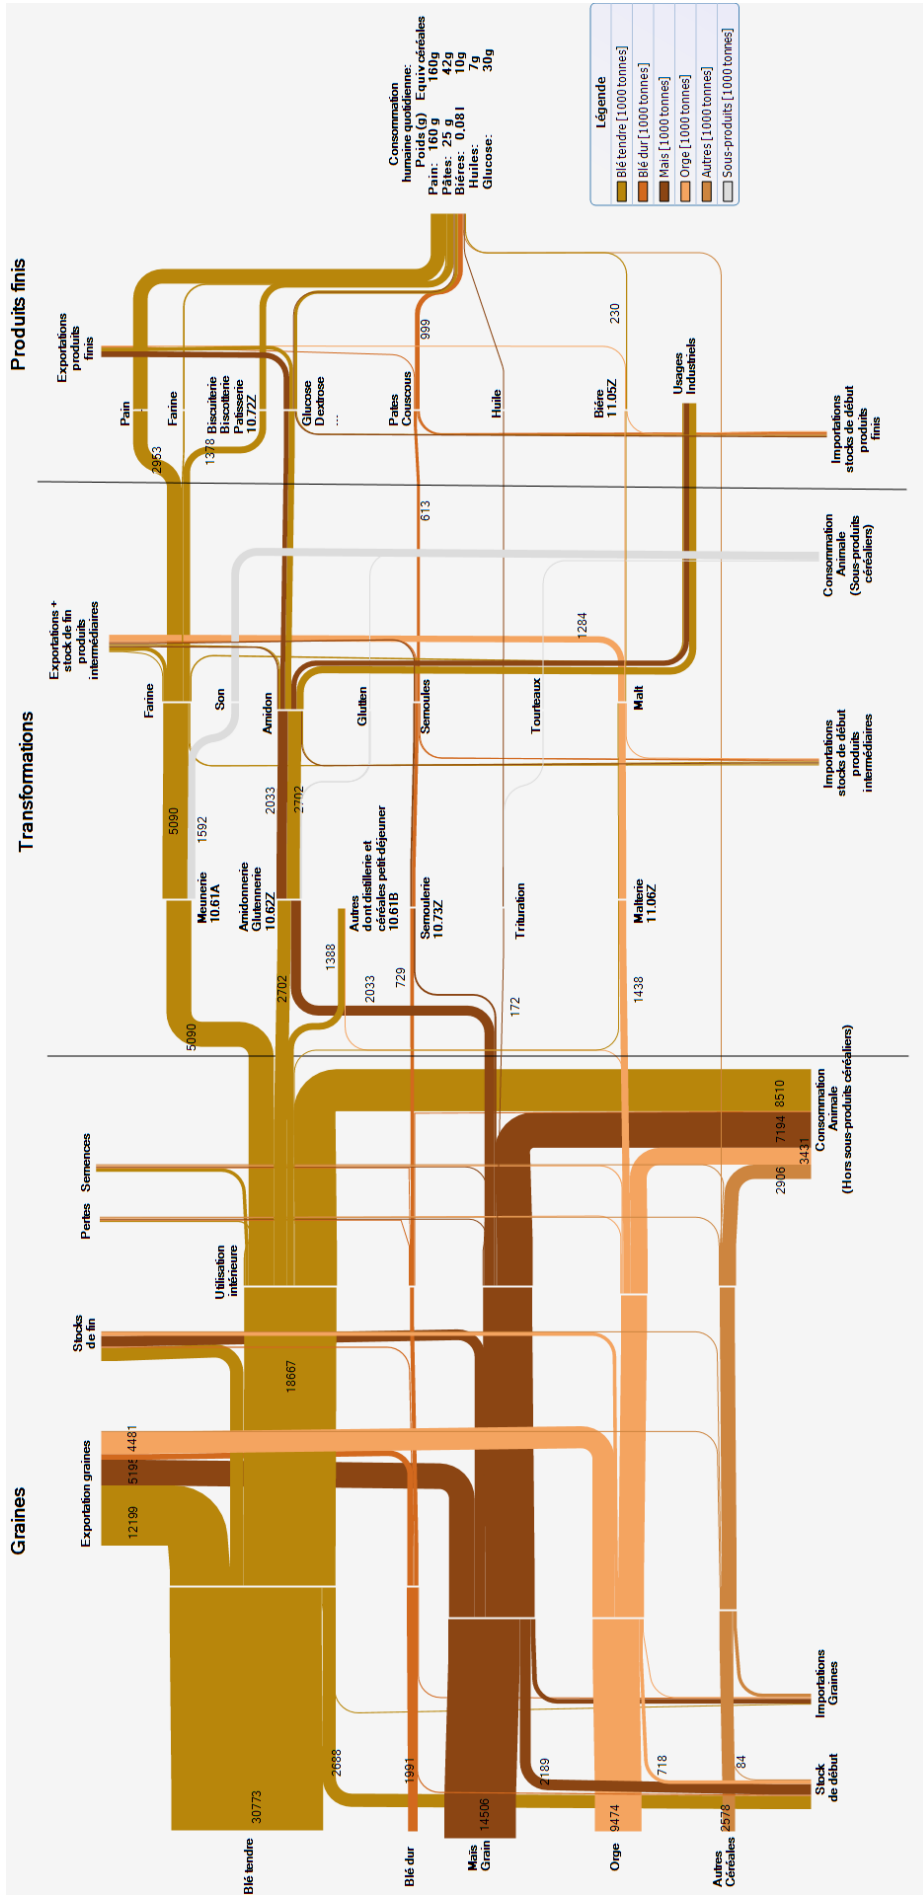 Graines
Transformations
Produits finis
Exportation graines
Stocks
de fin
Pertes
Semences
Exportations +
stock de fin
produits
intermédiaires
Exportations
produits
finis
12199
5195
4481
Utilisation
intérieure
Blé tendre
30773
2688
18667
5090
2702
1388
Meunerie
10.61A
5090
1592
Farine
Son
2953
1378
Pain
Farine
Biscuiterie
Biscotterie
Patisserie
10.72Z
Amidonnerie
Glutennerie
10.62Z
2033
2702
Amidon
Glucose
Dextrose
...
Autres
dont distillerie et
céréales petit-déjeuner
10.61B
2033
Glutten
Blé dur
1991
729
Semoulerie
10.73Z
Semoules
613
Pates
Couscous
999
Maïs
Grain
14506
2189
172
Trituration
Tourteaux
Huile
Orge
9474
718
1438
Malterie
11.06Z
Malt
1284
Biére
11.05Z
230
Usages
Industriels
Autres
Céréales
2578
84
Stock
de début
Importations
Graines
2906
3431
7194
8510
Consommation
Animale
(Hors sous-produits céréaliers)
Importations
stocks de début
produits
intermédiaires
Consommation
Animale
(Sous-produits
céréaliers)
Importations
stocks de début
produits
finis
Consommation
humaine quotidienne:
Poids (g) Equiv céréales
Pain: 160 g 160g
Pâtes: 25 g 42g
Biéres: 0.08 l 10g
Huiles: 7g
Glucose: 30g
Légende
Blé tendre [1000 tonnes]
Blé dur [1000 tonnes]
Mais [1000 tonnes]
Orge [1000 tonnes]
Autres [1000 tonnes]
Sous-produits [1000 tonnes]